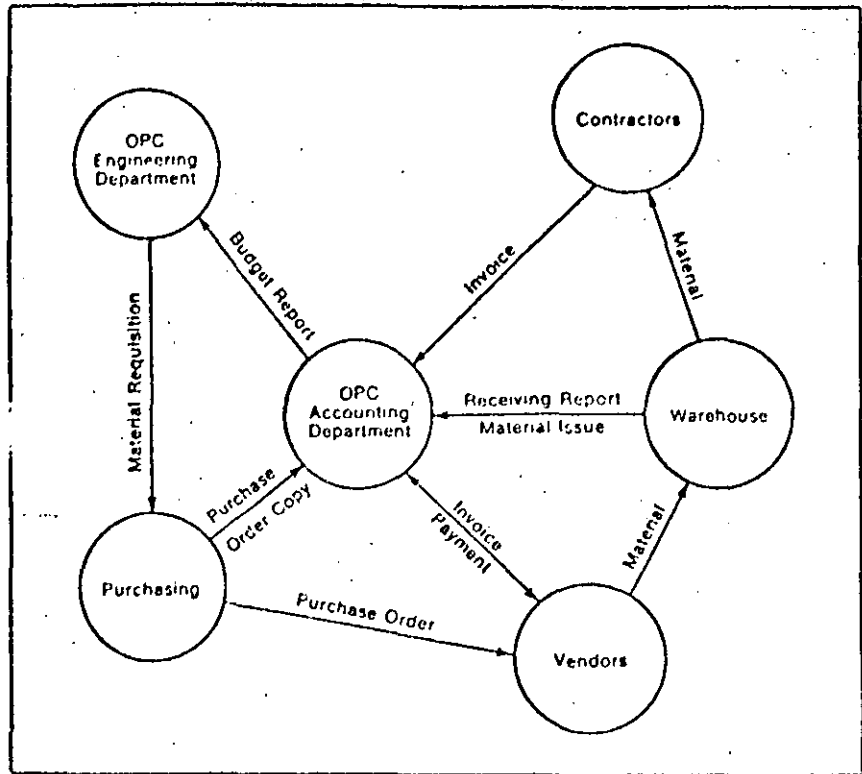 Contractors
OPC
Engineering
Department
Budget Report
Invoice
Material
Material Requisition
OPC
Accounting
Department
Receiving Report
Material Issue
Warehouse
Purchase
Order Copy
Invoice
Payment
Material
Purchasing
Purchase Order
Vendors